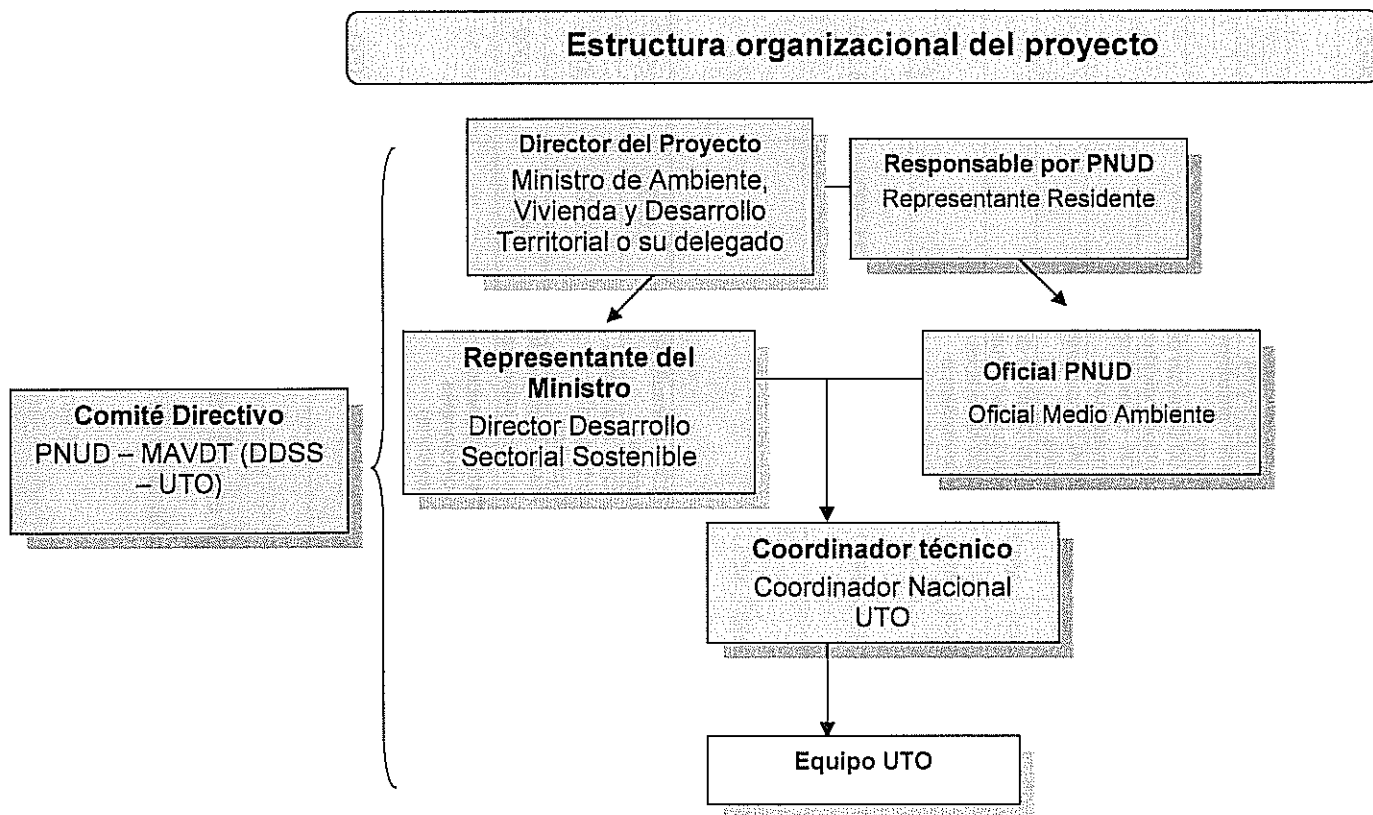 Estructura organizacional del proyecto
Director del Proyecto
Ministro de Ambiente,
Vivienda y Desarrollo
Territorial o su delegado
Responsable por PNUD
Representante Residente
Representante del
Ministro
Director Desarrollo
Sectorial Sostenible
Oficial PNUD
Oficial Medio Ambiente
Comité Directivo
PNUD – MAVDT (DDSS
– UTO)
Coordinador técnico
Coordinador Nacional
UTO
Equipo UTO